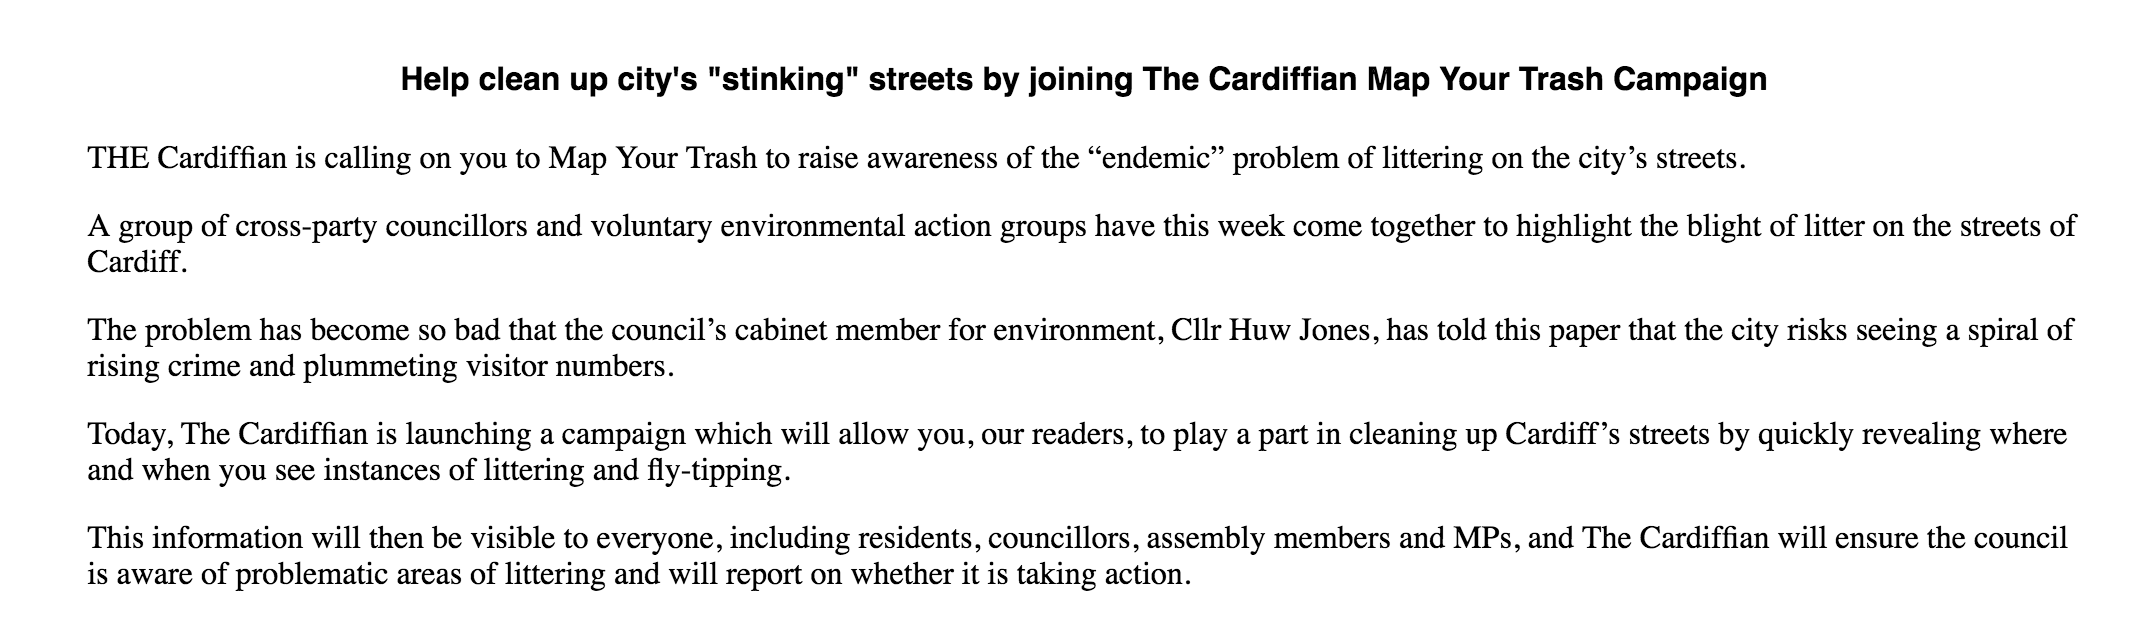 Help clean up city's "stinking" streets by joining The Cardiffian Map Your Trash Campaign
THE Cardiffian is calling on you to Map Your Trash to raise awareness of the “endemic” problem of littering on the city’s streets.
A group of cross-party councillors and voluntary environmental action groups have this week come together to highlight the blight of litter on the streets of
Cardiff.
The problem has become so bad that the council’s cabinet member for environment, Cllr Huw Jones, has told this paper that the city risks seeing a spiral of
rising crime and plummeting visitor numbers.
Today, The Cardiffian is launching a campaign which will allow you, our readers, to play a part in cleaning up Cardiff’s streets by quickly revealing where
and when you see instances of littering and fly-tipping.
This information will then be visible to everyone, including residents, councillors, assembly members and MPs, and The Cardiffian will ensure the council
is aware of problematic areas of littering and will report on whether it is taking action.